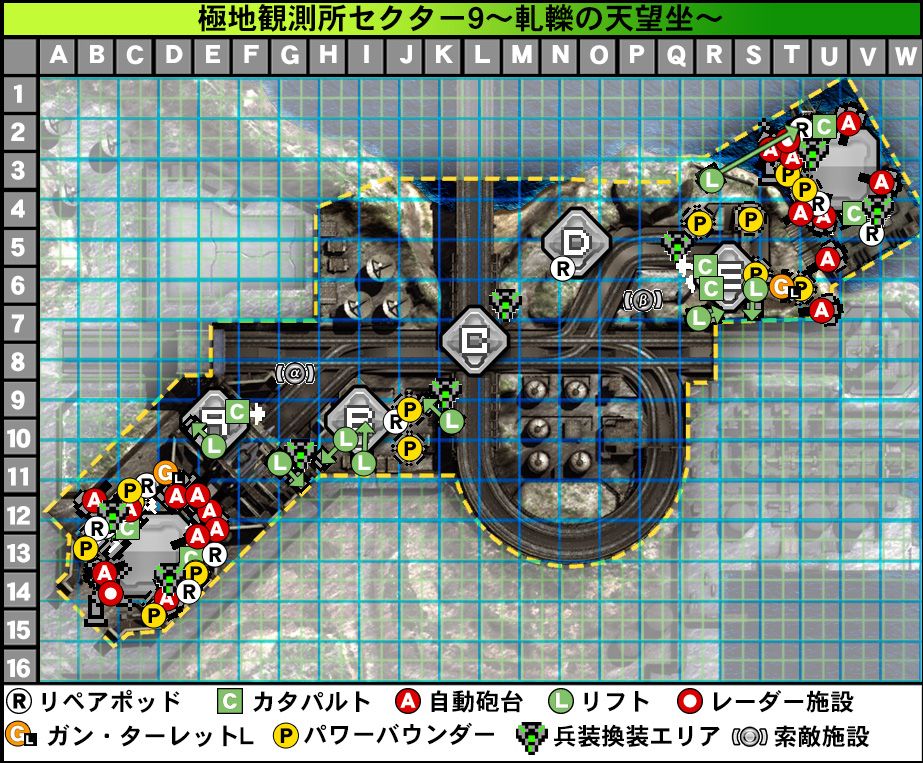 極地観測所セクター9～軋轢の天望坐～
A B C D E F G H I J K L M N O P Q R S T U V W
1
2
3
4
5
6
7
8
9
10
11
12
13
14
15
16
R C A
A
A
P
L
P
A
R
A A C
P P R
D
C A
R P
C L G L P
(β)
L A
C
(α)
C P
R
L
L L
G L L
P R A A
A A
R C A A
P C R
A P
R
A
P
R リペアポッド C カタパルト A 自動砲台 L リフト レーダー施設
G L ガン・ターレットL P パワーバウンダー 兵装換装エリア 索敵施設